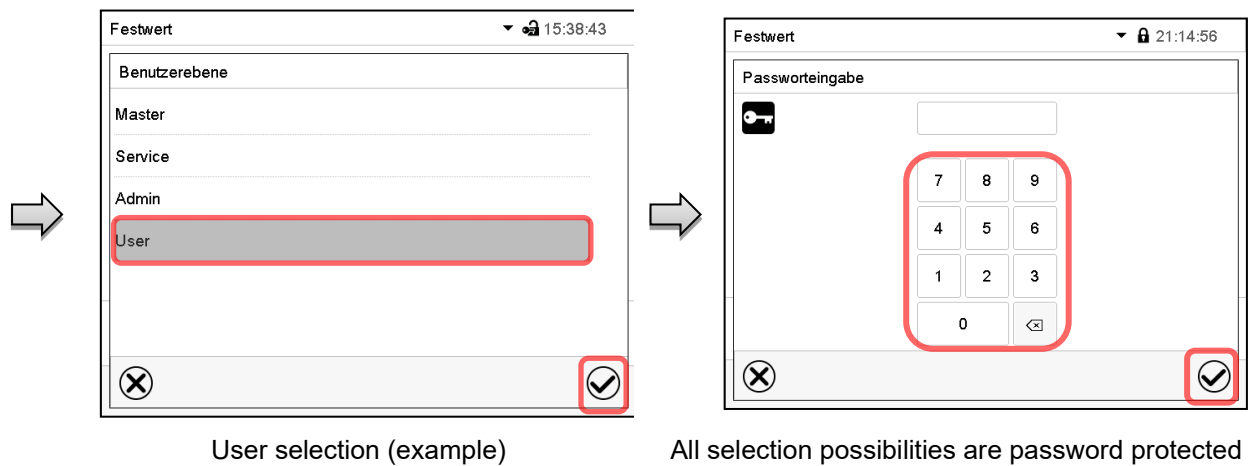 Festwert 15:38:43
Benutzerebene
Master
Service
Admin
User
User selection (example)
Festwert 21:14:56
Passworteingabe
7 8 9
4 5 6
1 2 3
0
All selection possibilities are password protected